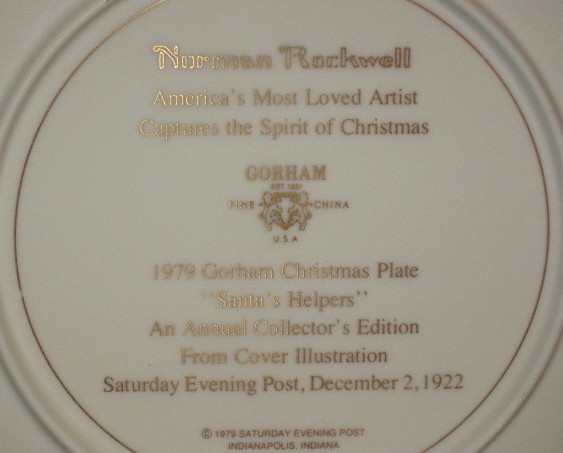 Norman Rockwell
America's Most Loved Artist
Captures the Spirit of Christmas
GORHAM
EST 1831
FINE CHINA
USA
1979 Gorham Christmas Plate
"Santa's Helpers"
An Annual Collector's Edition
From Cover Illustration
Saturday Evening Post, December 2, 1922
© 1979 SATURDAY EVENING POST
INDIANAPOLIS, INDIANA